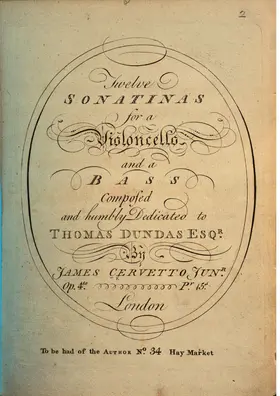 2
Twelve
SONATINAS
for a
Violoncello
and a
BASS
Composed
and humbly Dedicated to
THOMAS DUNDAS ESQR.
By
JAMES CERVETTO JUNR.
Op. 4o. Pr. 15s.
London
To be had of the AUTHOR No. 34 Hay Market